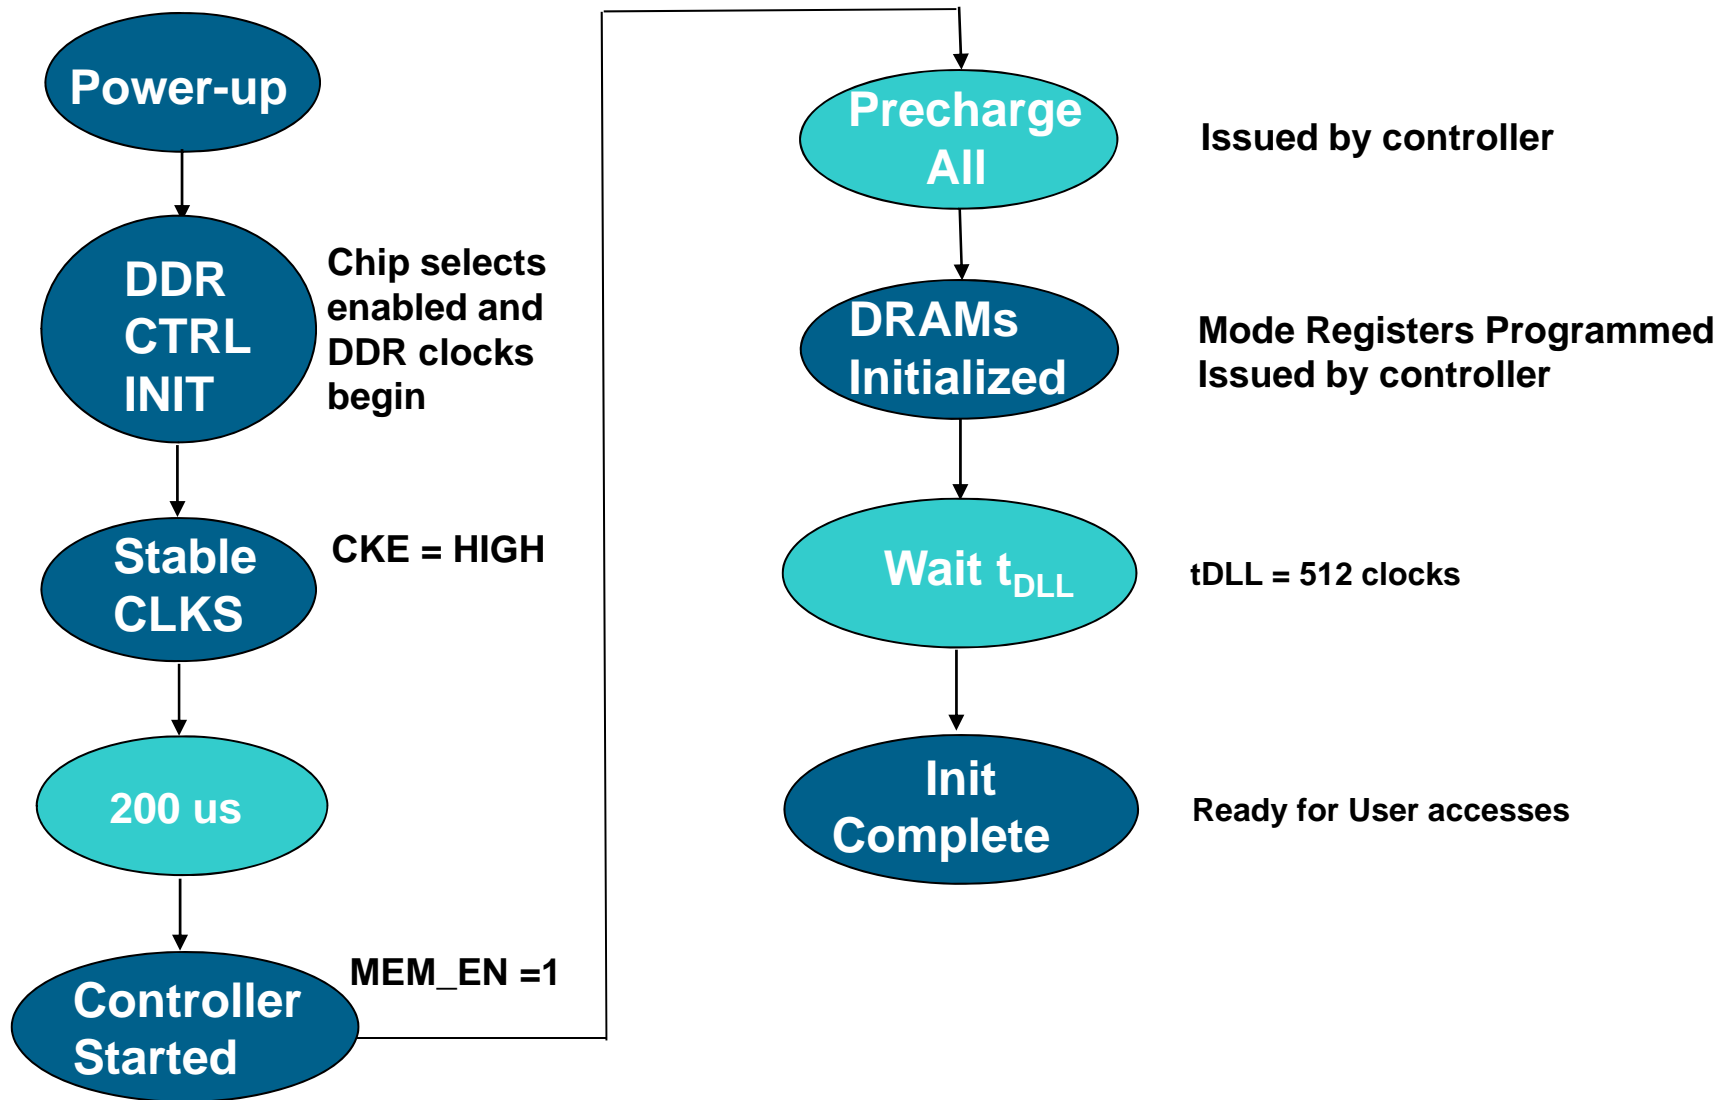 Power-up
DDR
CTRL
INIT
Chip selects
enabled and
DDR clocks
begin
Stable
CLKS
CKE = HIGH
200 us
Controller
Started
MEM_EN =1
Precharge
All
Issued by controller
DRAMs
Initialized
Mode Registers Programmed
Issued by controller
Wait tDLL
tDLL = 512 clocks
Init
Complete
Ready for User accesses